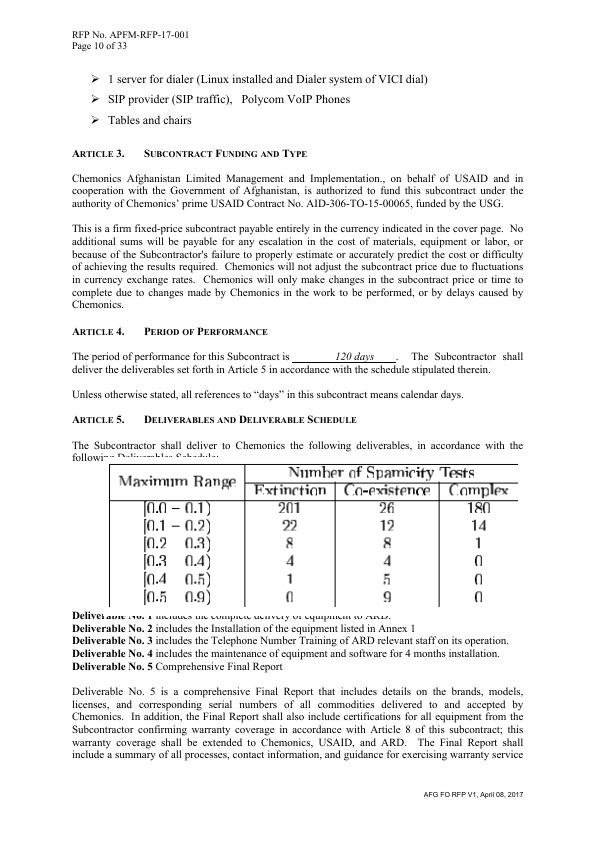 RFP No. APFM-RFP-17-001
Page 10 of 33
➢ 1 server for dialer (Linux installed and Dialer system of VICI dial)
➢ SIP provider (SIP traffic), Polycom VoIP Phones
➢ Tables and chairs
ARTICLE 3. SUBCONTRACT FUNDING AND TYPE
Chemonics Afghanistan Limited Management and Implementation., on behalf of USAID and in
cooperation with the Government of Afghanistan, is authorized to fund this subcontract under the
authority of Chemonics' prime USAID Contract No. AID-306-TO-15-00065, funded by the USG.
This is a firm fixed-price subcontract payable entirely in the currency indicated in the cover page. No
additional sums will be payable for any escalation in the cost of materials, equipment or labor, or
because of the Subcontractor's failure to properly estimate or accurately predict the cost or difficulty
of achieving the results required. Chemonics will not adjust the subcontract price due to fluctuations
in currency exchange rates. Chemonics will only make changes in the subcontract price or time to
complete due to changes made by Chemonics in the work to be performed, or by delays caused by
Chemonics.
ARTICLE 4. PERIOD OF PERFORMANCE
The period of performance for this Subcontract is 120 days. The Subcontractor shall
deliver the deliverables set forth in Article 5 in accordance with the schedule stipulated therein.
Unless otherwise stated, all references to “days” in this subcontract means calendar days.
ARTICLE 5. DELIVERABLES AND DELIVERABLE SCHEDULE
The Subcontractor shall deliver to Chemonics the following deliverables, in accordance with the
following Deliverables Schedule:
Maximum Range Number of Spamicity Tests
Extinction Co-existence Complex
[0.0 – 0.1) 201 26 180
[0.1 – 0.2) 22 12 14
[0.2 0.3) 8 8 1
[0.3 0.4) 4 4 0
[0.4 0.5) 1 5 0
[0.5 0.9) 0 9 0
Deliverable No. 1 includes the complete delivery of equipment to ARD.
Deliverable No. 2 includes the Installation of the equipment listed in Annex 1
Deliverable No. 3 includes the Telephone Number Training of ARD relevant staff on its operation.
Deliverable No. 4 includes the maintenance of equipment and software for 4 months installation.
Deliverable No. 5 Comprehensive Final Report
Deliverable No. 5 is a comprehensive Final Report that includes details on the brands, models,
licenses, and corresponding serial numbers of all commodities delivered to and accepted by
Chemonics. In addition, the Final Report shall also include certifications for all equipment from the
Subcontractor confirming warranty coverage in accordance with Article 8 of this subcontract; this
warranty coverage shall be extended to Chemonics, USAID, and ARD. The Final Report shall
include a summary of all processes, contact information, and guidance for exercising warranty service
AFG FO RFP V1, April 08, 2017